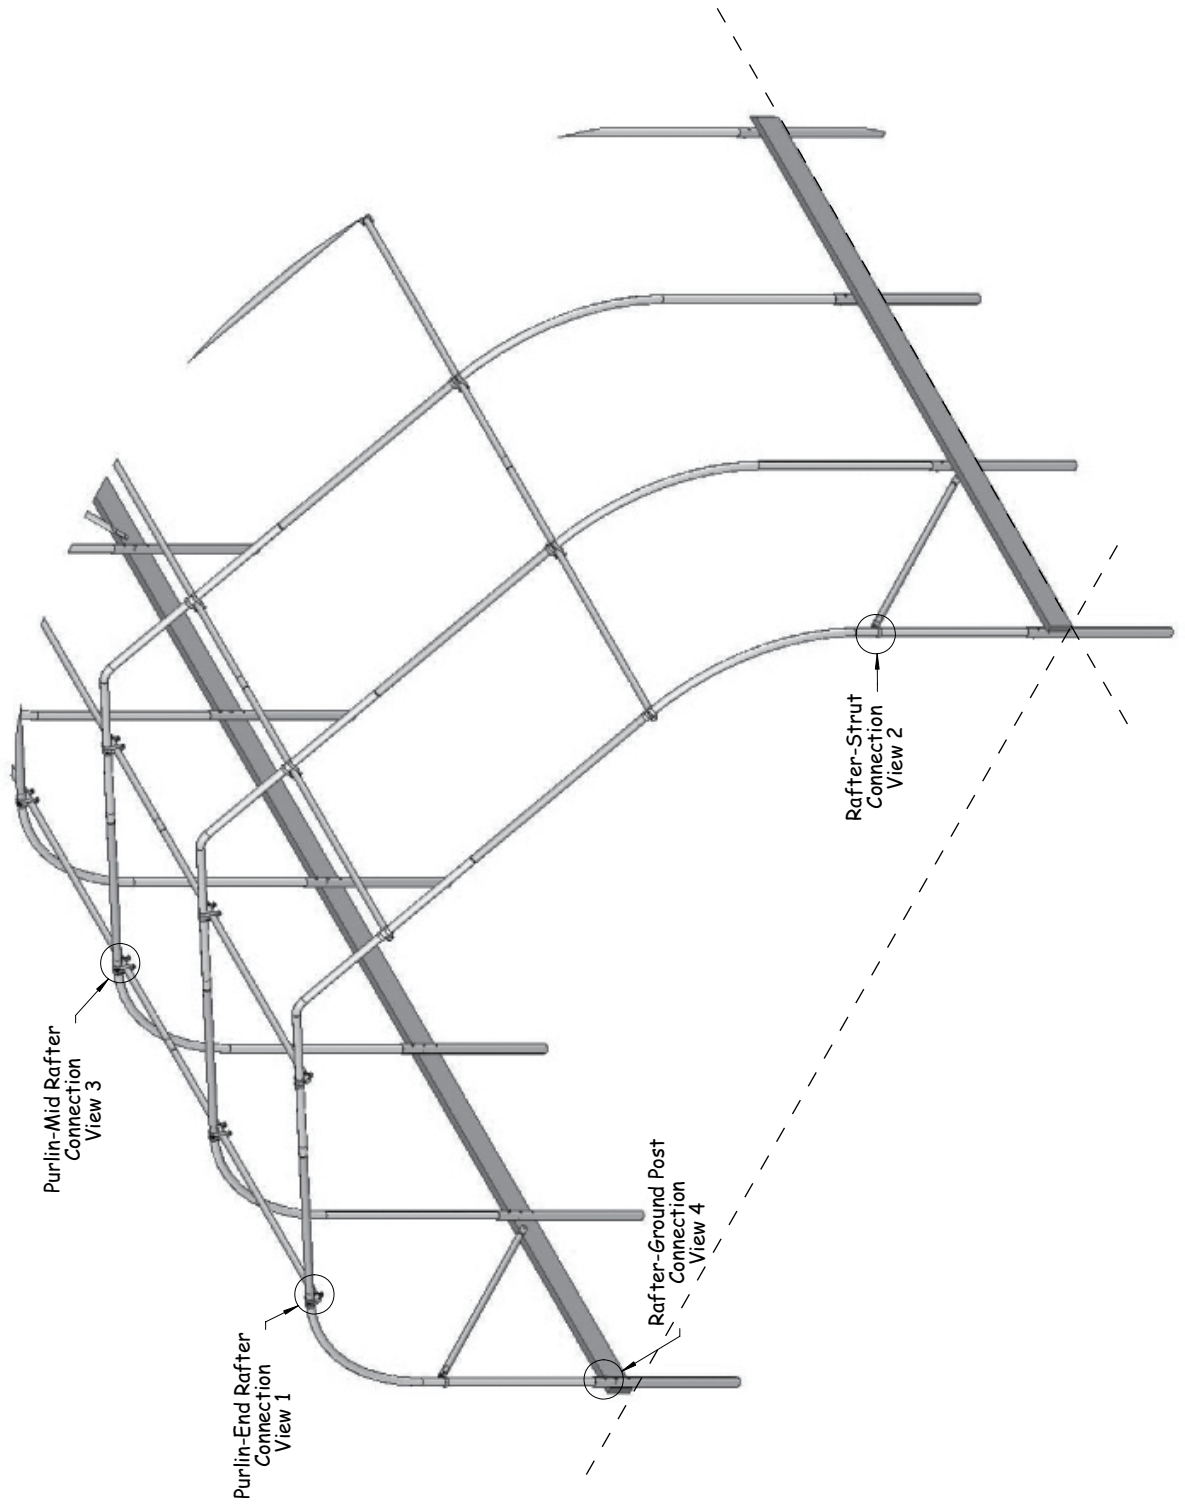 Purlin-End Rafter
Connection
View 1
Purlin-Mid Rafter
Connection
View 3
Rafter-Ground Post
Connection
View 4
Rafter-Strut
Connection
View 2